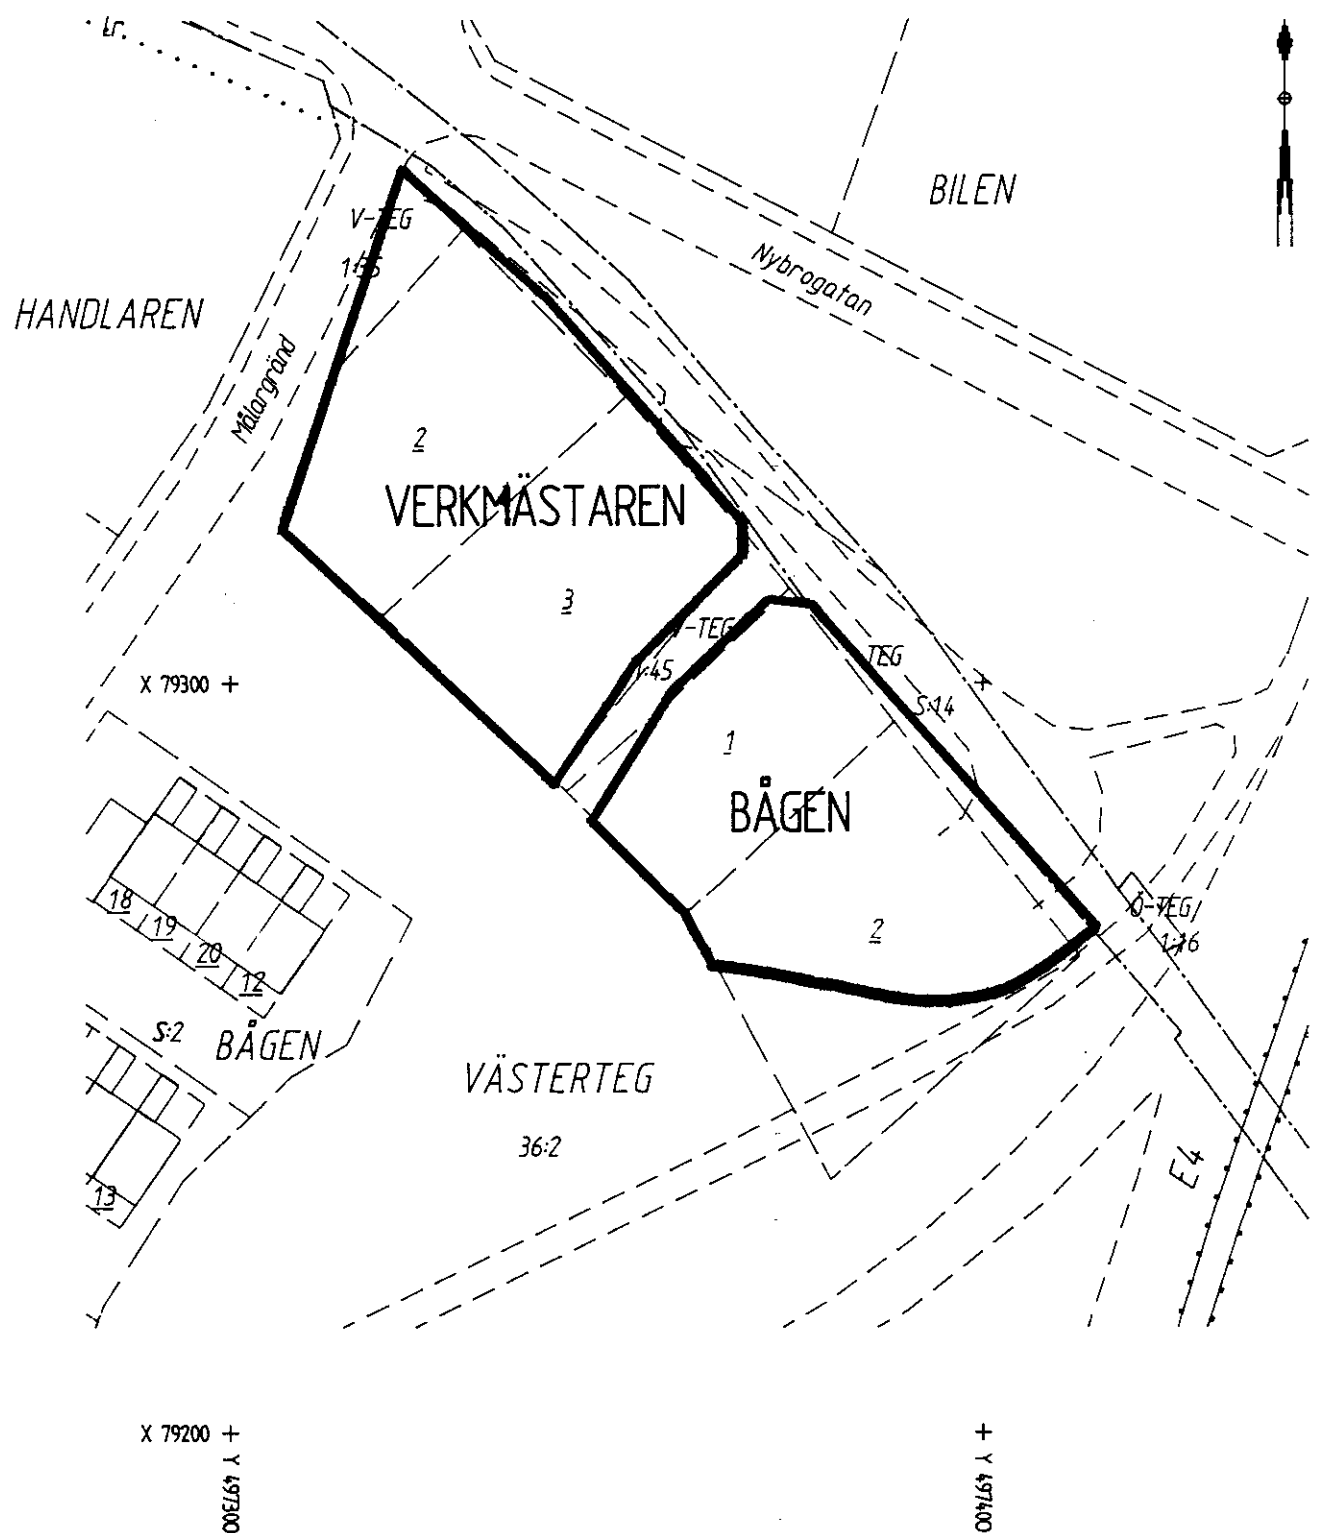 BILEN
V-TEG
1:35
Nybrogatan
HANDLAREN
Målargränd
2
VERKMÄSTAREN
3
V-TEG
1:45
TEG
X 79300
S:14
1
BÅGEN
18
19
20
12
2
Ö-TEG
1:16
S:2
BÅGEN
VÄSTERTEG
36:2
13
E4
X 79200
Y 497300
Y 497400